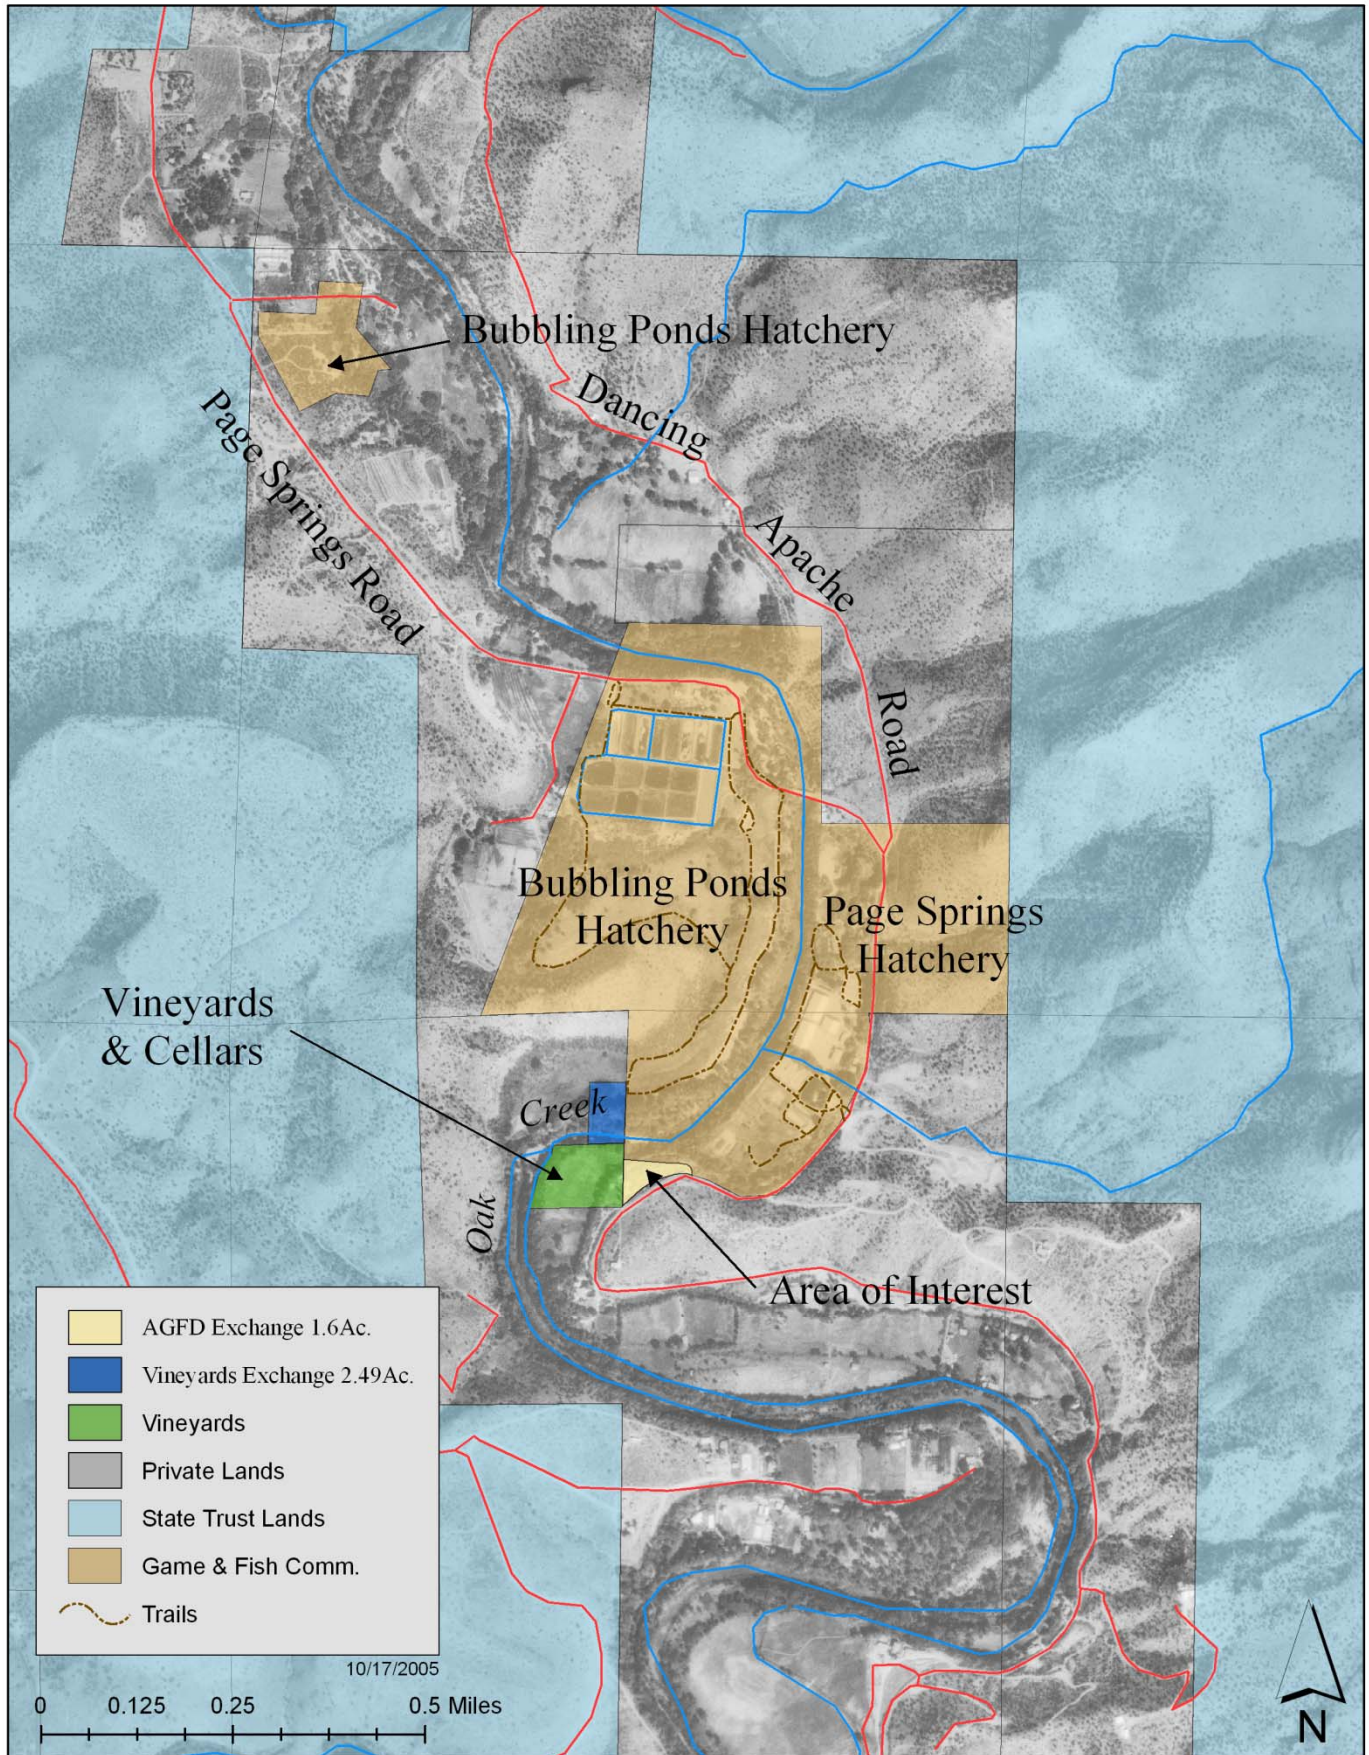 Bubbling Ponds Hatchery
Dancing
Page Springs Road
Apache
Road
Bubbling Ponds
Hatchery
Page Springs
Hatchery
Vineyards
& Cellars
Creek
Oak
Area of Interest
AGFD Exchange 1.6Ac.
Vineyards Exchange 2.49Ac.
Vineyards
Private Lands
State Trust Lands
Game & Fish Comm.
Trails
10/17/2005
0 0.125 0.25 0.5 Miles
N